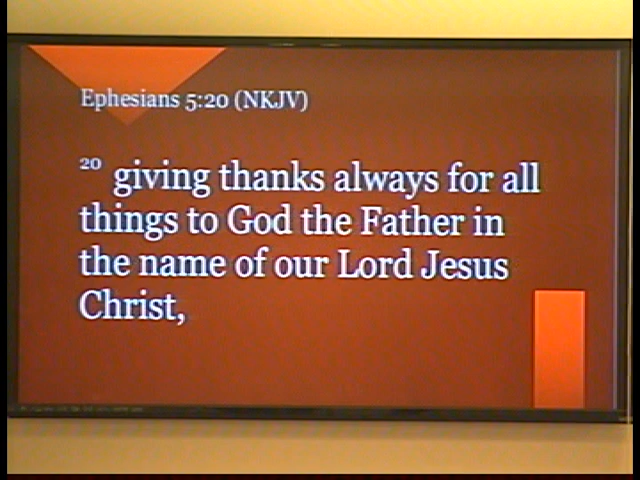 Ephesians 5:20 (NKJV)
20 giving thanks always for all
things to God the Father in
the name of our Lord Jesus
Christ,